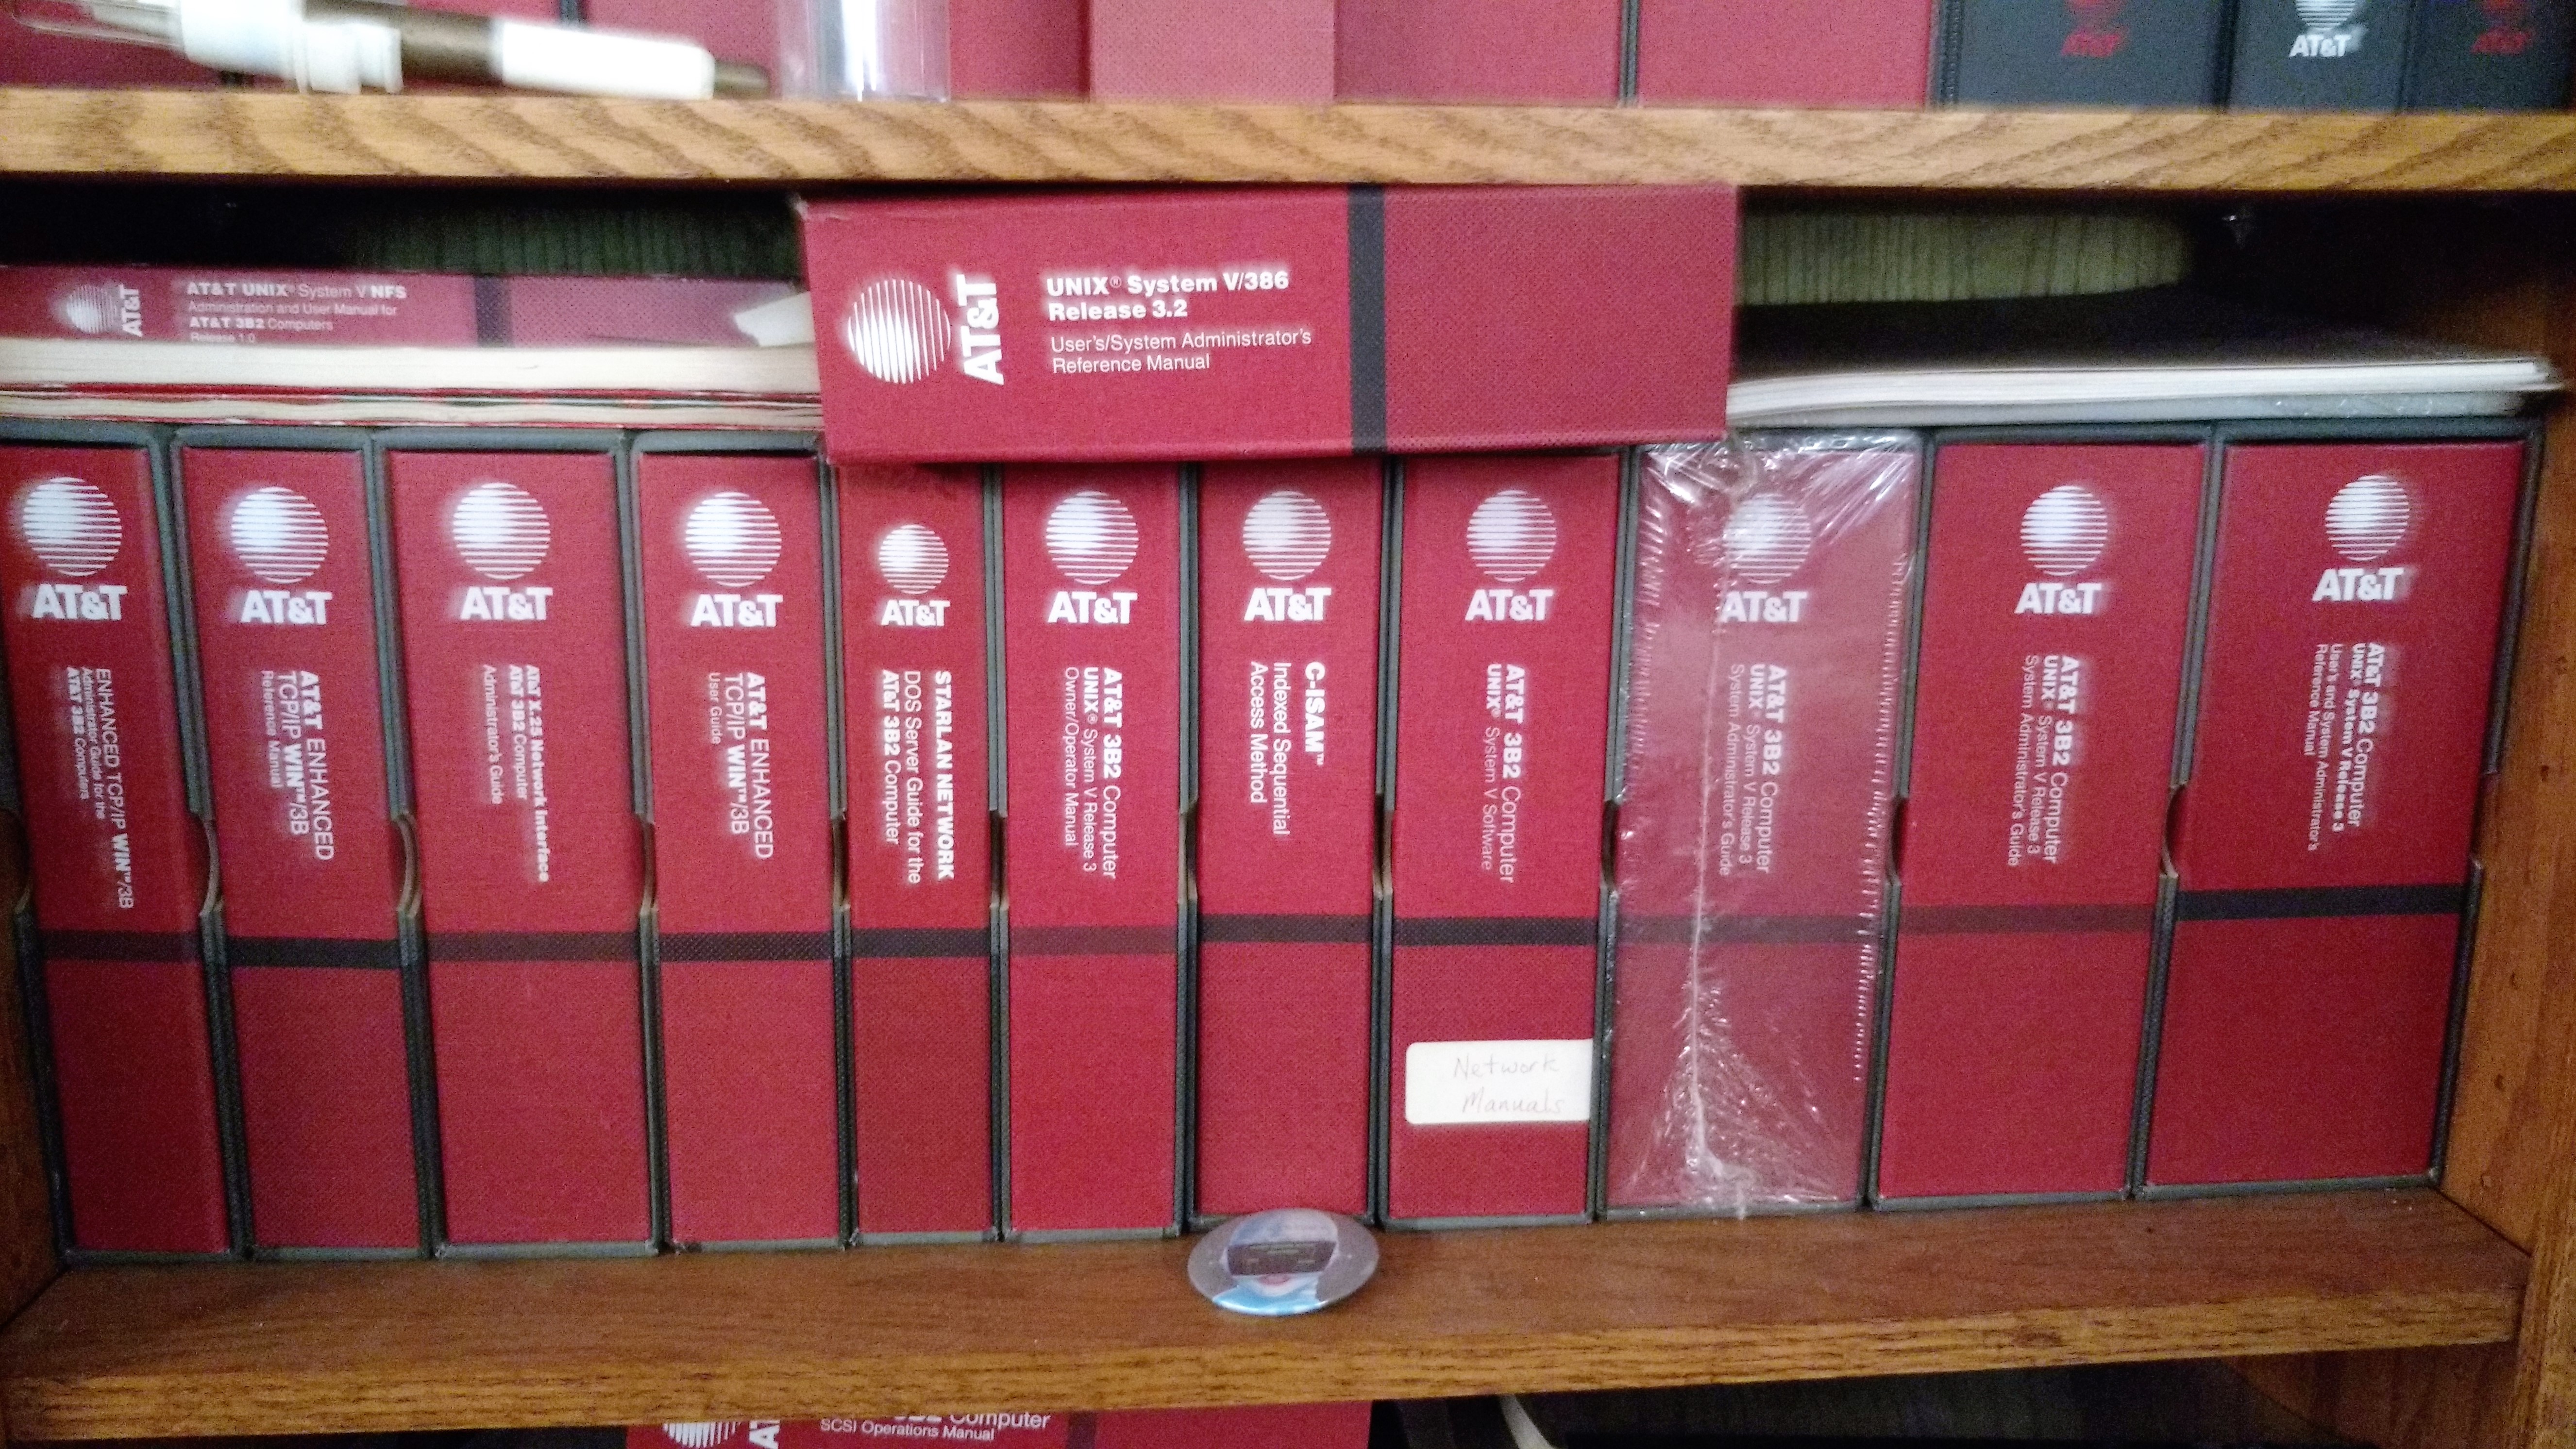 AT&T
AT&T
AT&T
AT&T
AT&T UNIX® System V NFS
Administration and User Manual for
AT&T 3B2 Computers
Release 1.0
AT&T
UNIX® System V/386
Release 3.2
User's/System Administrator's
Reference Manual
AT&T
ENHANCED TCP/IP WIN™/3B
Administrator Guide for the
AT&T 3B2 Computers
AT&T
AT&T ENHANCED
TCP/IP WIN™/3B
Reference Manual
AT&T
AT&T X.25 Network Interface
AT&T 3B2 Computer
Administrator's Guide
AT&T
AT&T ENHANCED
TCP/IP WIN™/3B
User Guide
AT&T
STARLAN NETWORK
DOS Server Guide for the
AT&T 3B2 Computer
AT&T
AT&T 3B2 Computer
UNIX® System V Release 3
Owner/Operator Manual
AT&T
C-ISAM™
Indexed Sequential
Access Method
AT&T
AT&T 3B2 Computer
UNIX® System V Software
Network
Manuals
AT&T
AT&T 3B2 Computer
UNIX® System V Release 3
System Administrator's Guide
AT&T
AT&T 3B2 Computer
UNIX® System V Release 3
System Administrator's Guide
AT&T
AT&T 3B2 Computer
UNIX® System V Release 3
User's and System Administrator's
Reference Manual
Computer
SCSI Operations Manual